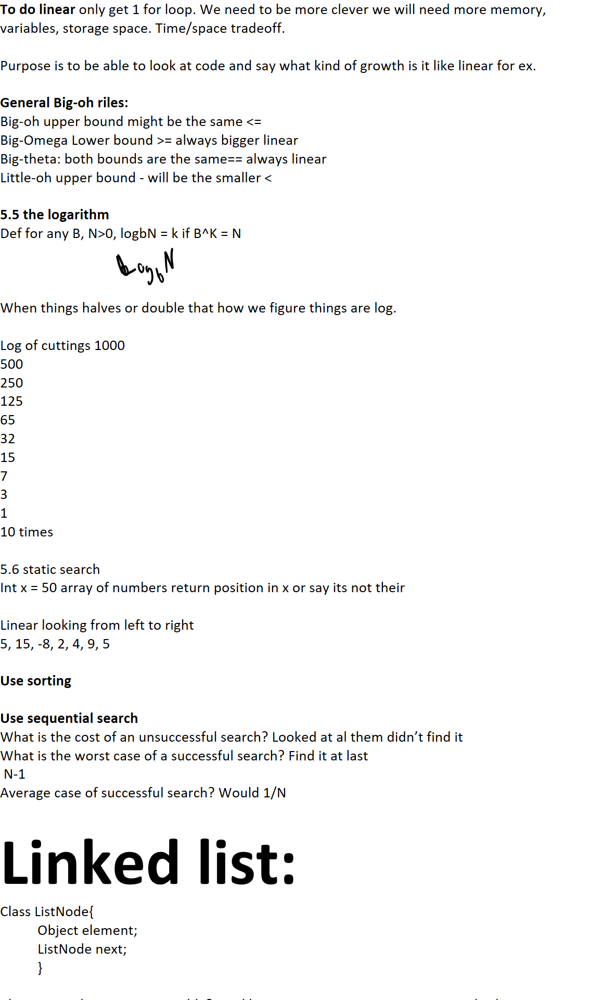 To do linear only get 1 for loop. We need to be more clever we will need more memory,
variables, storage space. Time/space tradeoff.
Purpose is to be able to look at code and say what kind of growth is it like linear for ex.
General Big-oh riles:
Big-oh upper bound might be the same <=
Big-Omega Lower bound >= always bigger linear
Big-theta: both bounds are the same== always linear
Little-oh upper bound - will be the smaller <
5.5 the logarithm
Def for any B, N>0, logbN = k if B^K = N
LogbN
When things halves or double that how we figure things are log.
Log of cuttings 1000
500
250
125
65
32
15
7
3
1
10 times
5.6 static search
Int x = 50 array of numbers return position in x or say its not their
Linear looking from left to right
5, 15, -8, 2, 4, 9, 5
Use sorting
Use sequential search
What is the cost of an unsuccessful search? Looked at al them didn’t find it
What is the worst case of a successful search? Find it at last
N-1
Average case of successful search? Would 1/N
Linked list:
Class ListNode{
Object element;
ListNode next;
}